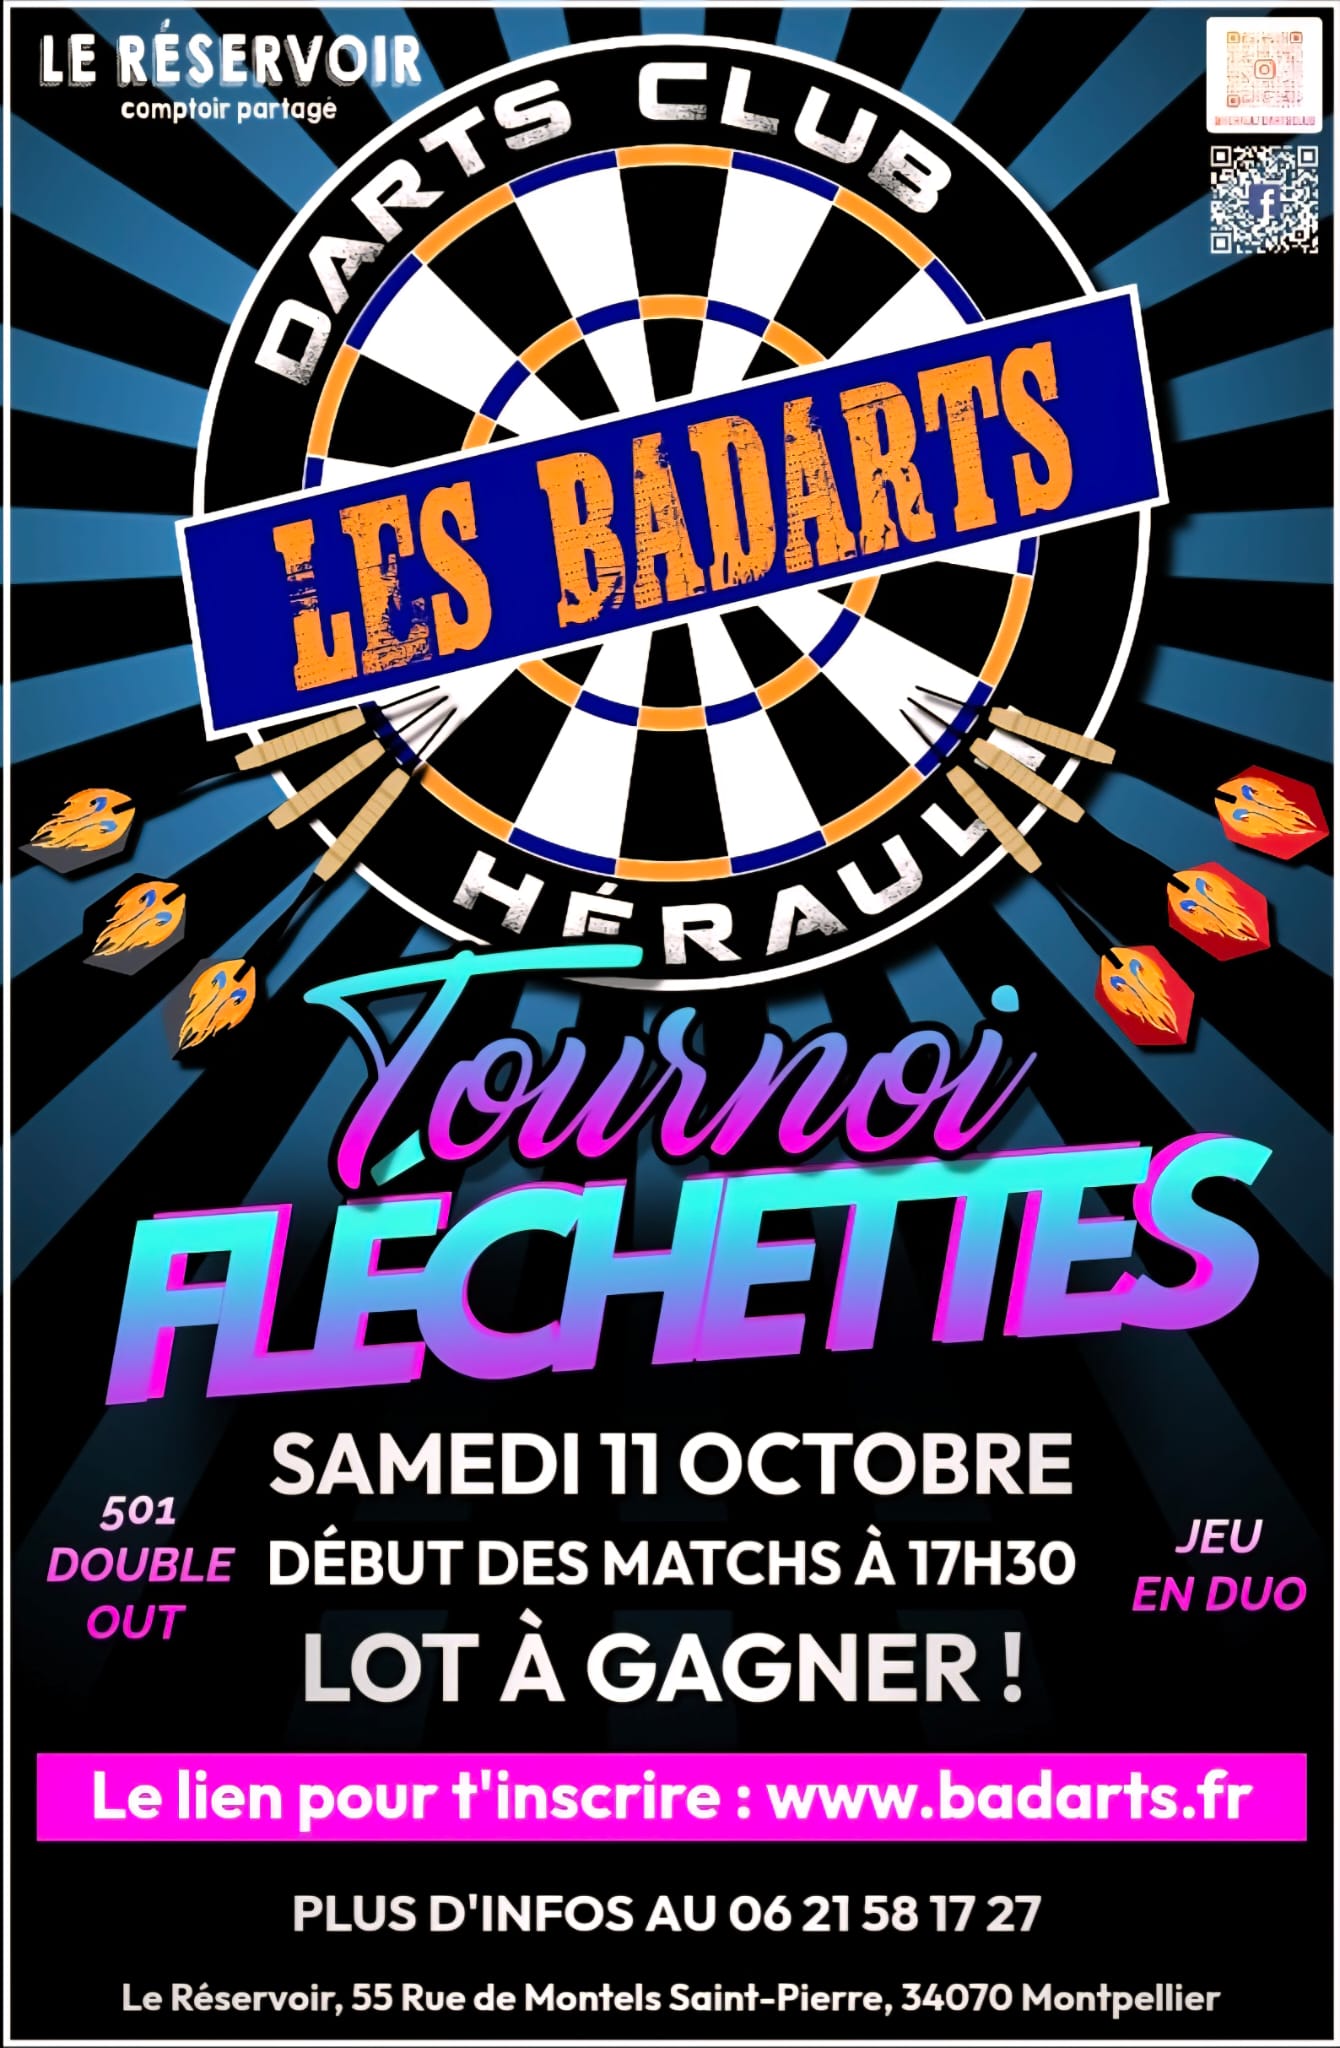 LE RÉSERVOIR
comptoir partagé
DARTS CLUB
LES BADARTS
HÉRAULT
Tournoi
FLÉCHETTES
SAMEDI 11 OCTOBRE
DÉBUT DES MATCHS À 17H30
LOT À GAGNER !
501
DOUBLE
OUT
JEU
EN DUO
Le lien pour t'inscrire : www.badarts.fr
PLUS D'INFOS AU 06 21 58 17 27
Le Réservoir, 55 Rue de Montels Saint-Pierre, 34070 Montpellier